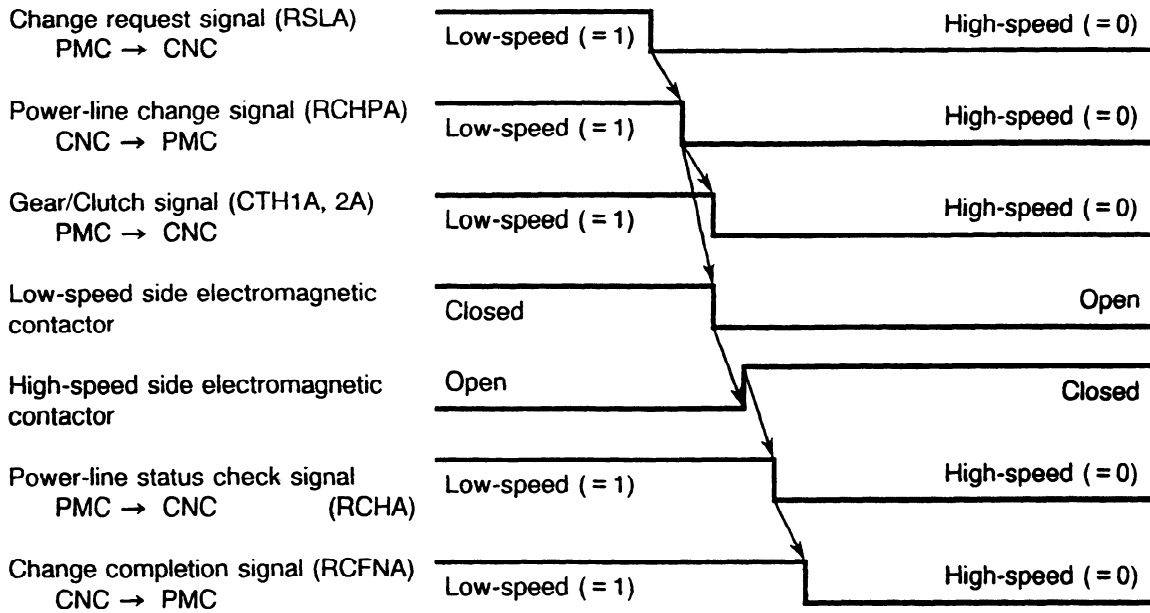 Change request signal (RSLA)
PMC → CNC
Low-speed (= 1)
High-speed (= 0)
Power-line change signal (RCHPA)
CNC → PMC
Low-speed (= 1)
High-speed (= 0)
Gear/Clutch signal (CTH1A, 2A)
PMC → CNC
Low-speed (= 1)
High-speed (= 0)
Low-speed side electromagnetic
contactor
Closed
Open
High-speed side electromagnetic
contactor
Open
Closed
Power-line status check signal
PMC → CNC (RCHA)
Low-speed (= 1)
High-speed (= 0)
Change completion signal (RCFNA)
CNC → PMC
Low-speed (= 1)
High-speed (= 0)